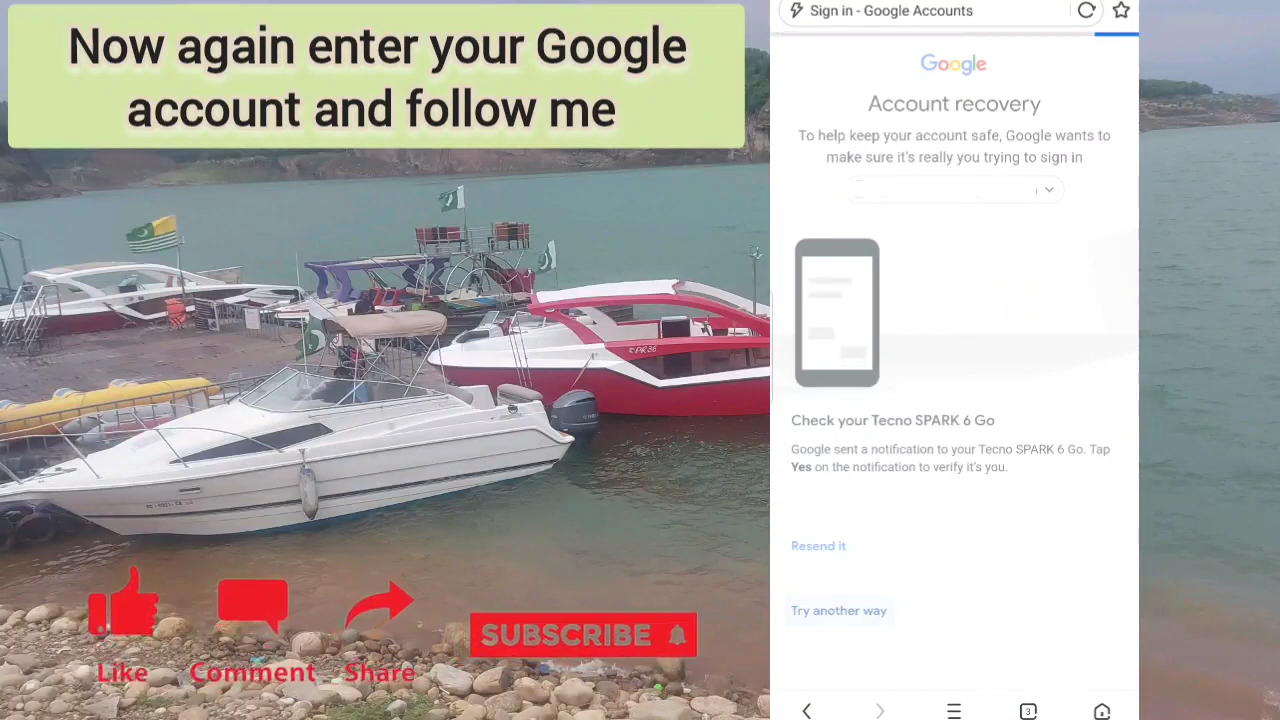 Now again enter your Google
account and follow me
Sign in - Google Accounts
Google
Account recovery
To help keep your account safe, Google wants to
make sure it's really you trying to sign in
Check your Tecno SPARK 6 Go
Google sent a notification to your Tecno SPARK 6 Go. Tap
Yes on the notification to verify it's you.
Resend it
Try another way
3
Like
Comment
Share
SUBSCRIBE